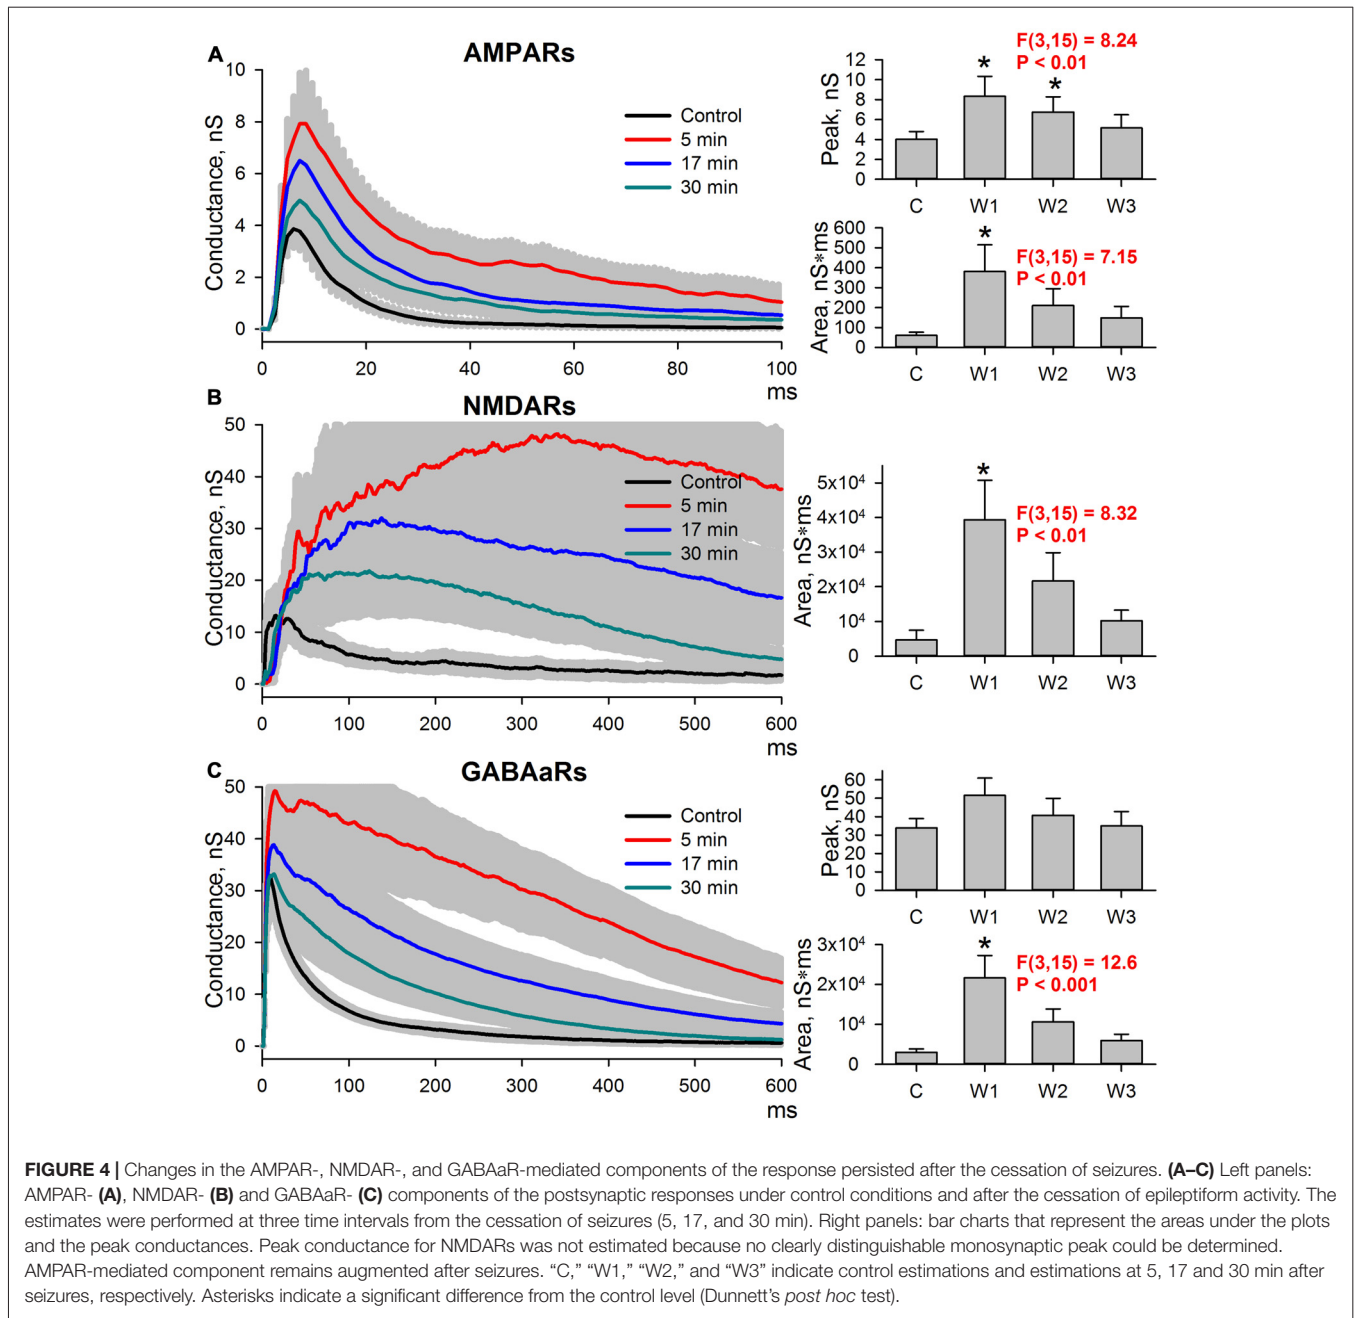 A
AMPARs
Conductance, nS
10
8
6
4
2
0
Control
5 min
17 min
30 min
0 20 40 60 80 100
ms
F(3,15) = 8.24
P < 0.01
Peak, nS
12
10
8
6
4
2
0
* *
C W1 W2 W3
F(3,15) = 7.15
P < 0.01
Area, nS*ms
600
500
400
300
200
100
0
*
C W1 W2 W3
B
NMDARs
Conductance, nS
50
40
30
20
10
0
Control
5 min
17 min
30 min
0 100 200 300 400 500 600
ms
F(3,15) = 8.32
P < 0.01
Area, nS*ms
5x10⁴
4x10⁴
3x10⁴
2x10⁴
10⁴
0
*
C W1 W2 W3
C
GABAaRs
Conductance, nS
50
40
30
20
10
0
Control
5 min
17 min
30 min
0 100 200 300 400 500 600
ms
Peak, nS
60
50
40
30
20
10
0
C W1 W2 W3
F(3,15) = 12.6
P < 0.001
Area, nS*ms
3x10⁴
2x10⁴
10⁴
0
*
C W1 W2 W3
FIGURE 4 | Changes in the AMPAR-, NMDAR-, and GABAaR-mediated components of the response persisted after the cessation of seizures. (A–C) Left panels:
AMPAR- (A), NMDAR- (B) and GABAaR- (C) components of the postsynaptic responses under control conditions and after the cessation of epileptiform activity. The
estimates were performed at three time intervals from the cessation of seizures (5, 17, and 30 min). Right panels: bar charts that represent the areas under the plots
and the peak conductances. Peak conductance for NMDARs was not estimated because no clearly distinguishable monosynaptic peak could be determined.
AMPAR-mediated component remains augmented after seizures. “C,” “W1,” “W2,” and “W3” indicate control estimations and estimations at 5, 17 and 30 min after
seizures, respectively. Asterisks indicate a significant difference from the control level (Dunnett’s post hoc test).